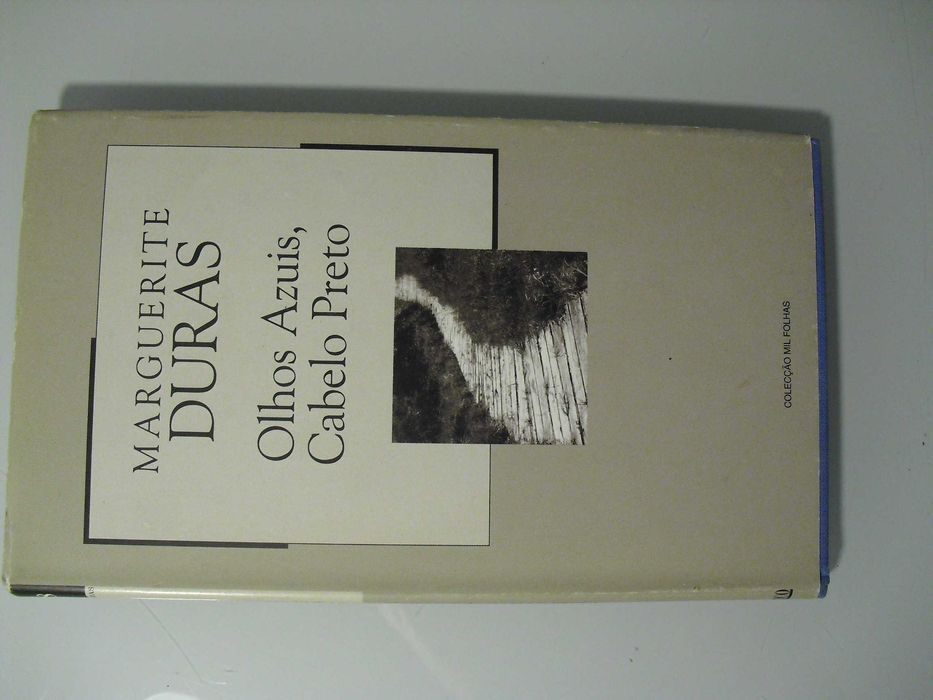 MARGUERITE
DURAS
Olhos Azuis,
Cabelo Preto
COLECÇÃO MIL FOLHAS